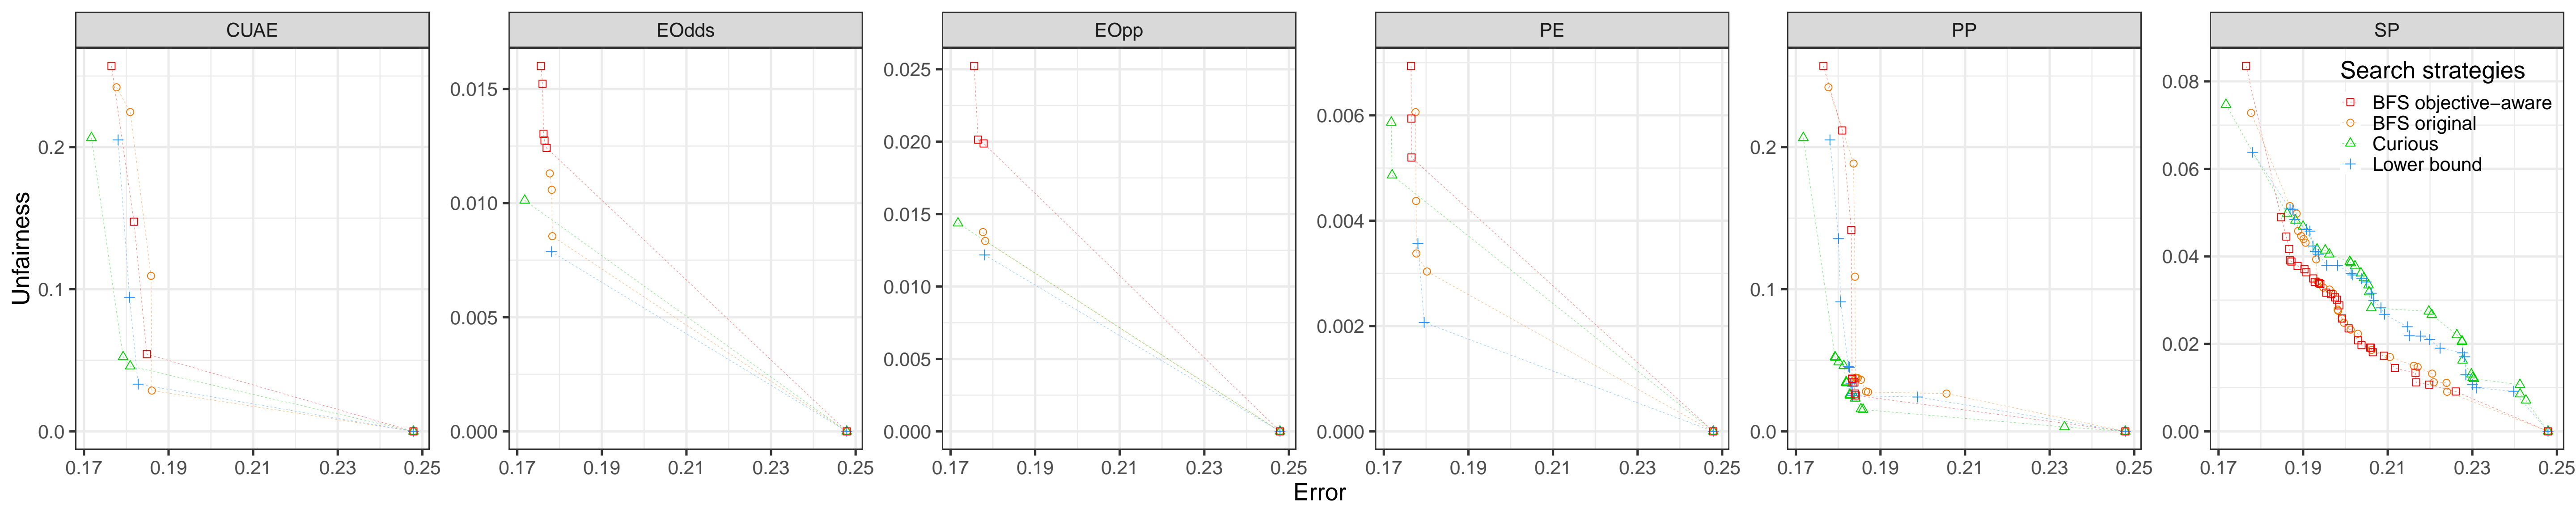 CUAE
EOdds
EOpp
PE
PP
SP
Unfairness
0.2
0.1
0.0
0.17 0.19 0.21 0.23 0.25
0.015
0.010
0.005
0.000
0.17 0.19 0.21 0.23 0.25
0.025
0.020
0.015
0.010
0.005
0.000
0.17 0.19 0.21 0.23 0.25
0.006
0.004
0.002
0.000
0.17 0.19 0.21 0.23 0.25
0.2
0.1
0.0
0.17 0.19 0.21 0.23 0.25
0.08
0.06
0.04
0.02
0.00
0.17 0.19 0.21 0.23 0.25
Search strategies
BFS objective−aware
BFS original
Curious
Lower bound
Error